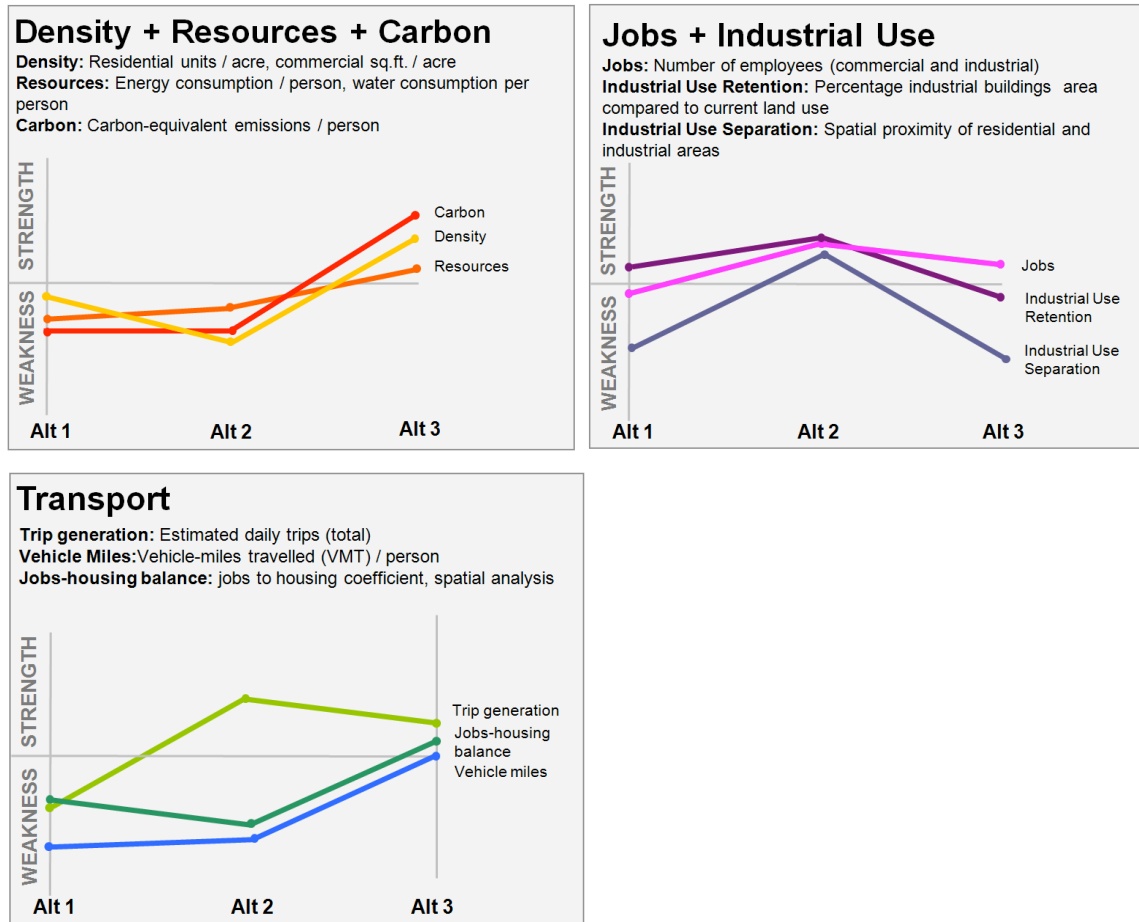 Density + Resources + Carbon
Density: Residential units / acre, commercial sq.ft. / acre
Resources: Energy consumption / person, water consumption per
person
Carbon: Carbon-equivalent emissions / person
STRENGTH
WEAKNESS
Carbon
Density
Resources
Alt 1
Alt 2
Alt 3
Jobs + Industrial Use
Jobs: Number of employees (commercial and industrial)
Industrial Use Retention: Percentage industrial buildings area
compared to current land use
Industrial Use Separation: Spatial proximity of residential and
industrial areas
STRENGTH
WEAKNESS
Jobs
Industrial Use
Retention
Industrial Use
Separation
Alt 1
Alt 2
Alt 3
Transport
Trip generation: Estimated daily trips (total)
Vehicle Miles:Vehicle-miles travelled (VMT) / person
Jobs-housing balance: jobs to housing coefficient, spatial analysis
STRENGTH
WEAKNESS
Trip generation
Jobs-housing
balance
Vehicle miles
Alt 1
Alt 2
Alt 3